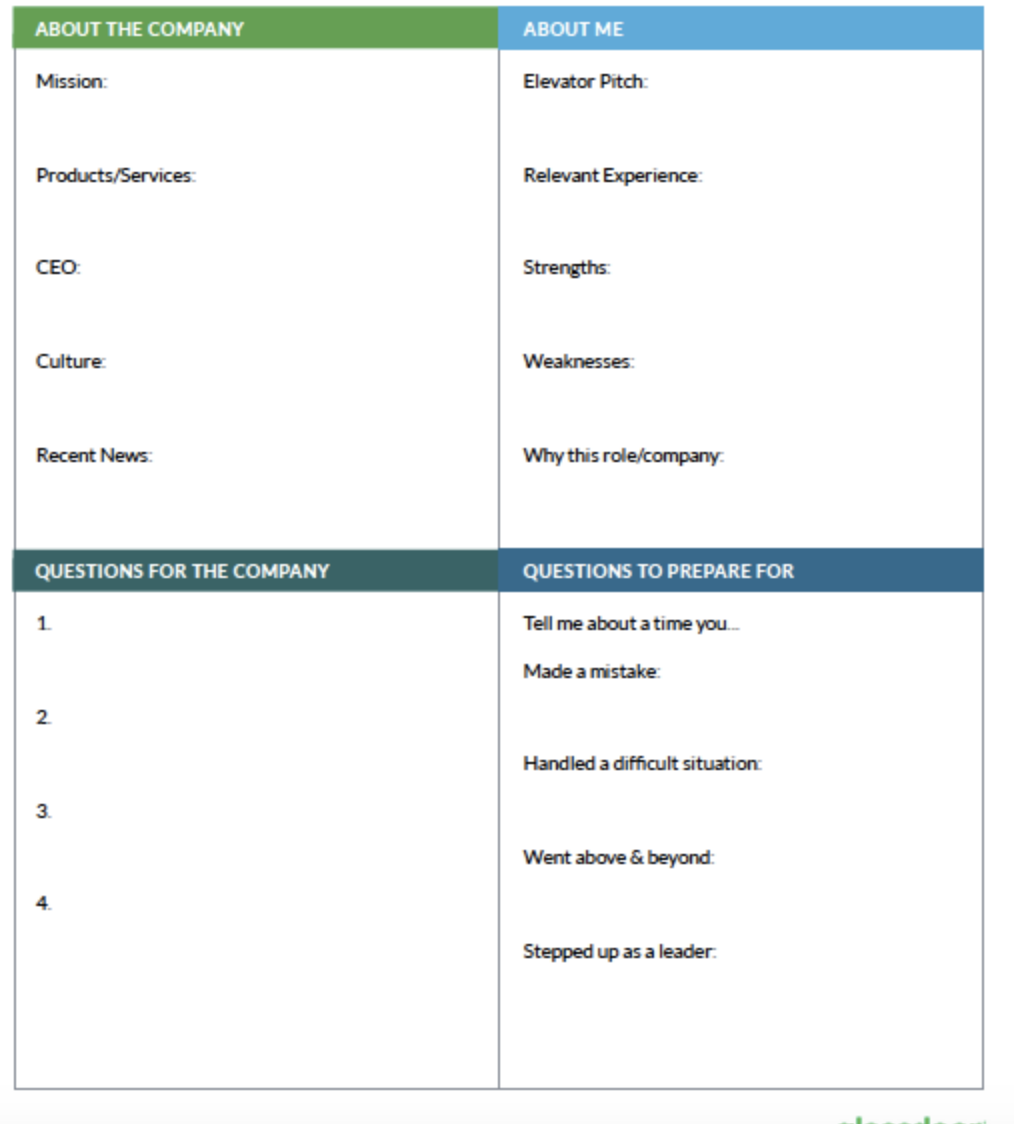 ABOUT THE COMPANY
Mission:
Products/Services:
CEO:
Culture:
Recent News:
ABOUT ME
Elevator Pitch:
Relevant Experience:
Strengths:
Weaknesses:
Why this role/company:
QUESTIONS FOR THE COMPANY
1.
2.
3.
4.
QUESTIONS TO PREPARE FOR
Tell me about a time you...
Made a mistake:
Handled a difficult situation:
Went above & beyond:
Stepped up as a leader: